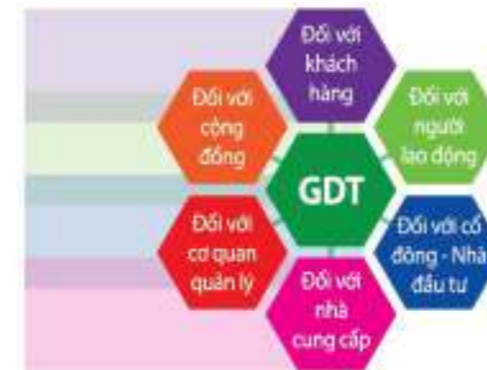 Đối với
khách
hàng
Đối với
cộng
đồng
Đối với
người
lao động
GDT
Đối với
cơ quan
quản lý
Đối với cổ
đông - Nhà
đầu tư
Đối với
nhà
cung cấp